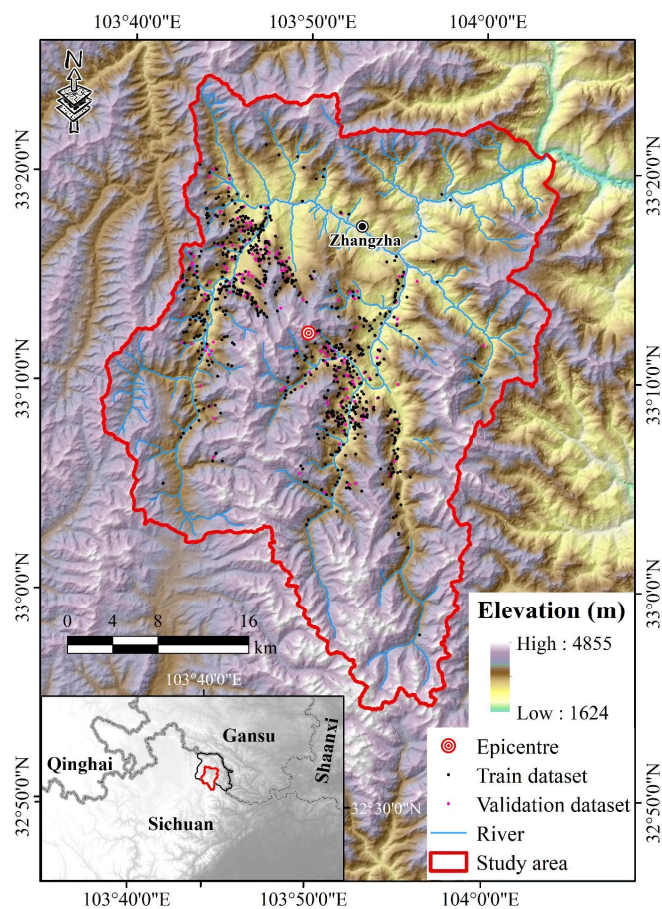 103°40'0"E 103°50'0"E 104°0'0"E
N
33°20'0"N 33°20'0"N
Zhangzha
33°10'0"N 33°10'0"N
33°0'0"N 33°0'0"N
0 4 8 16
km
103°40'0"E
Elevation (m)
High : 4855
Low : 1624
Epicentre
Train dataset
Validation dataset
River
Study area
Gansu
Qinghai
Shaanxi
Sichuan
32°50'0"N 32°30'0"N 32°50'0"N
103°40'0"E 103°50'0"E 104°0'0"E